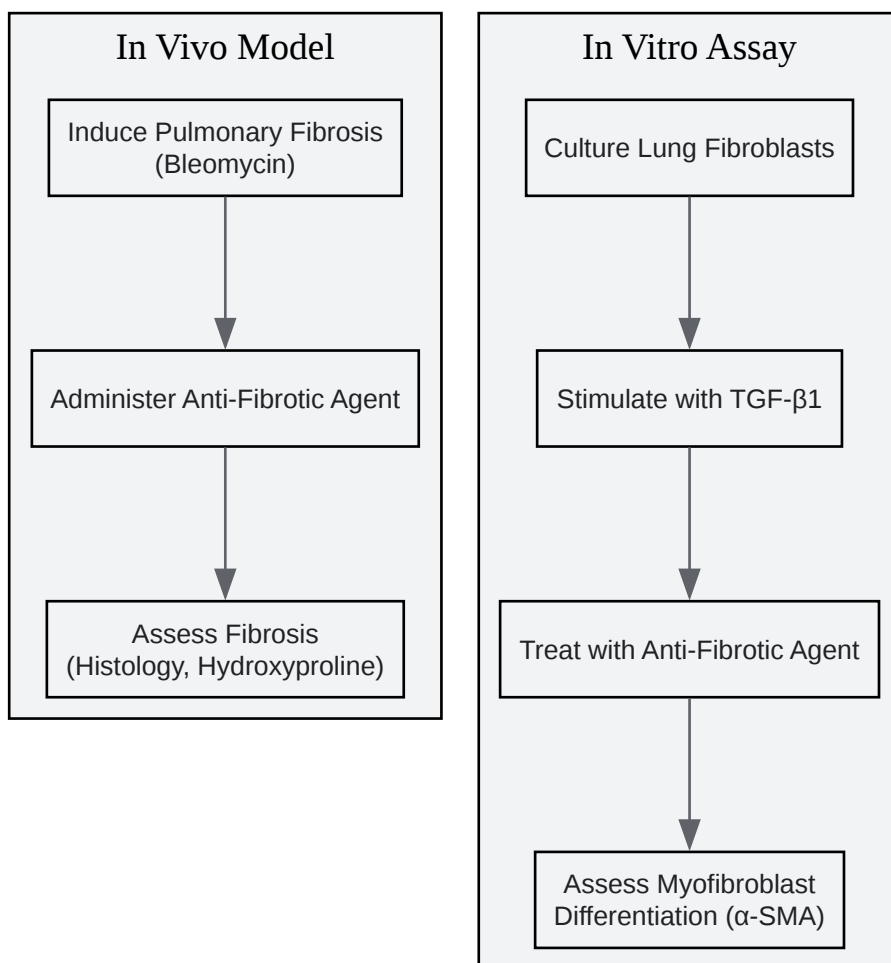 In Vivo Model
Induce Pulmonary Fibrosis
(Bleomycin)
Administer Anti-Fibrotic Agent
Assess Fibrosis
(Histology, Hydroxyproline)
In Vitro Assay
Culture Lung Fibroblasts
Stimulate with TGF-β1
Treat with Anti-Fibrotic Agent
Assess Myofibroblast
Differentiation (α-SMA)